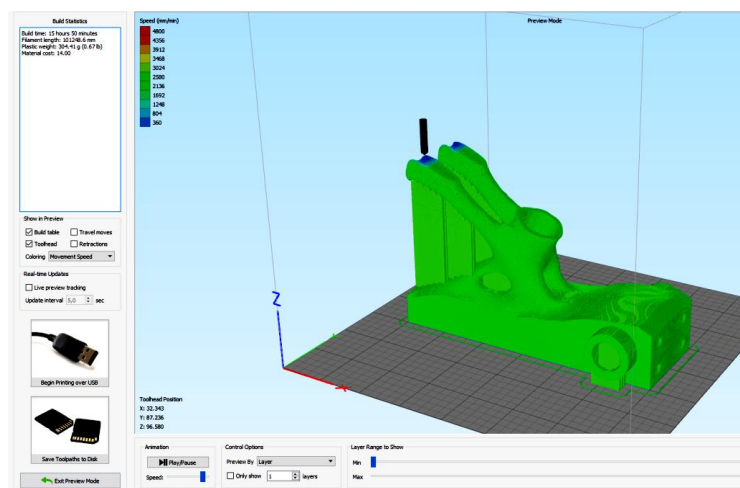 Build Statistics
Build time: 15 hours 50 minutes
Filament length: 101248.6 mm
Plastic weight: 304.41 g (0.67 lb)
Material cost: 14.00
Show in Preview
Build table
Travel moves
Toolhead
Retractions
Coloring
Movement Speed
Real-time Updates
Live preview tracking
Update interval
5,0
sec
Begin Printing over USB
Save Toolpaths to Disk
Exit Preview Mode
Speed (mm/min)
4800
4356
3912
3468
3024
2580
2136
1692
1248
804
360
Preview Mode
Z
X
Toolhead Position
X: 32.343
Y: 87.236
Z: 96.580
Animation
Play/Pause
Speed:
Control Options
Preview By
Layer
Only show
1
layers
Layer Range to Show
Min
Max